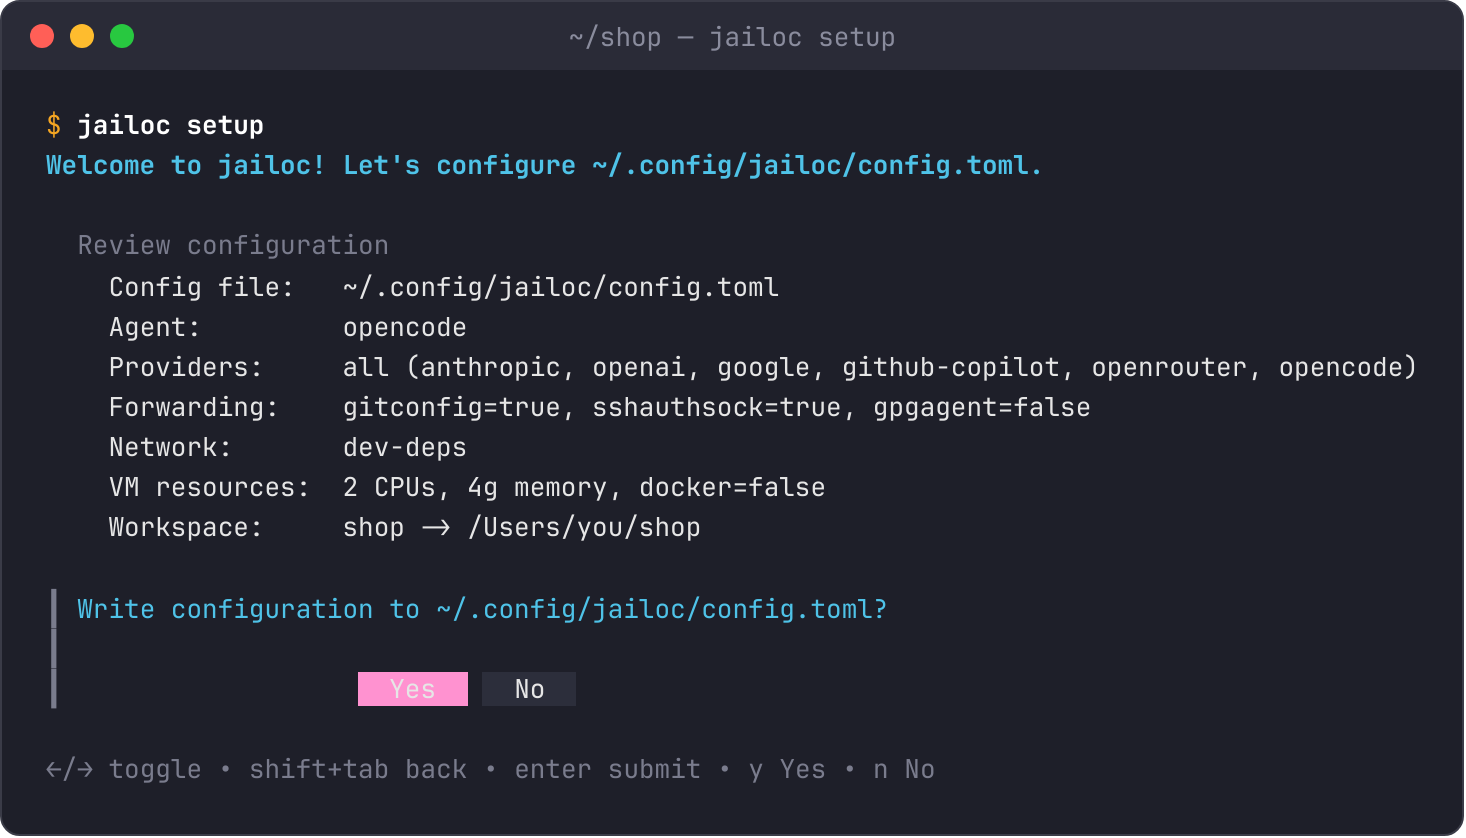 ~/shop — jailoc setup
$ jailoc setup
Welcome to jailoc! Let's configure ~/.config/jailoc/config.toml.
Review configuration
Config file:   ~/.config/jailoc/config.toml
Agent:         opencode
Providers:     all (anthropic, openai, google, github-copilot, openrouter, opencode)
Forwarding:    gitconfig=true, sshauthsock=true, gpgagent=false
Network:       dev-deps
VM resources:  2 CPUs, 4g memory, docker=false
Workspace:     shop → /Users/you/shop
Write configuration to ~/.config/jailoc/config.toml?
Yes   No
←/→ toggle • shift+tab back • enter submit • y Yes • n No